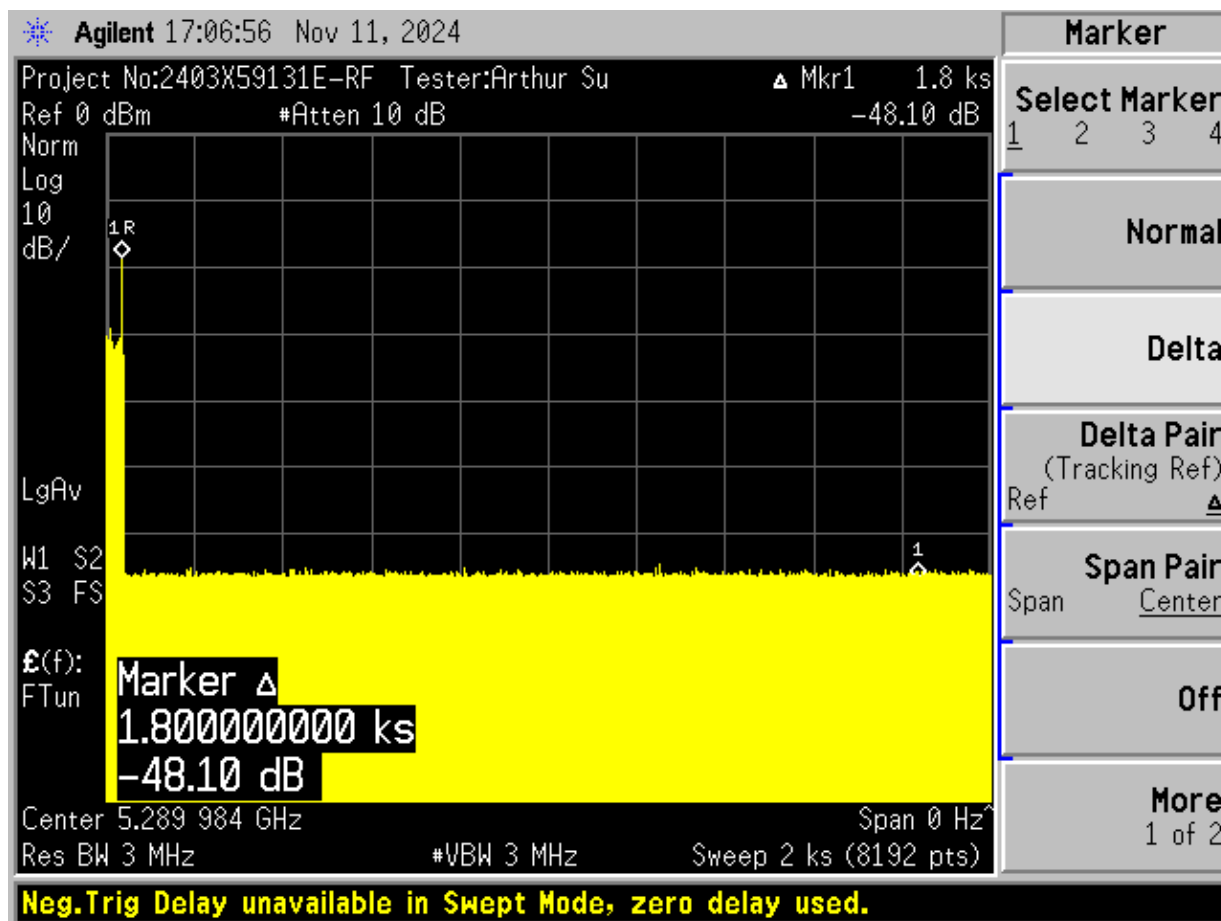 Agilent 17:06:56 Nov 11, 2024
Project No:2403X59131E-RF Tester:Arthur Su
Δ Mkr1 1.8 ks
Ref 0 dBm #Atten 10 dB -48.10 dB
Norm
Log
10
dB/
1R
LgAv
1
W1 S2
S3 FS
£(f):
FTun
Marker Δ
1.800000000 ks
-48.10 dB
Center 5.289 984 GHz Span 0 Hz^
Res BW 3 MHz #VBW 3 MHz Sweep 2 ks (8192 pts)
Neg.Trig Delay unavailable in Swept Mode, zero delay used.
Marker
Select Marker
1 2 3 4
Normal
Delta
Delta Pair
(Tracking Ref)
Ref Δ
Span Pair
Span Center
Off
More
1 of 2